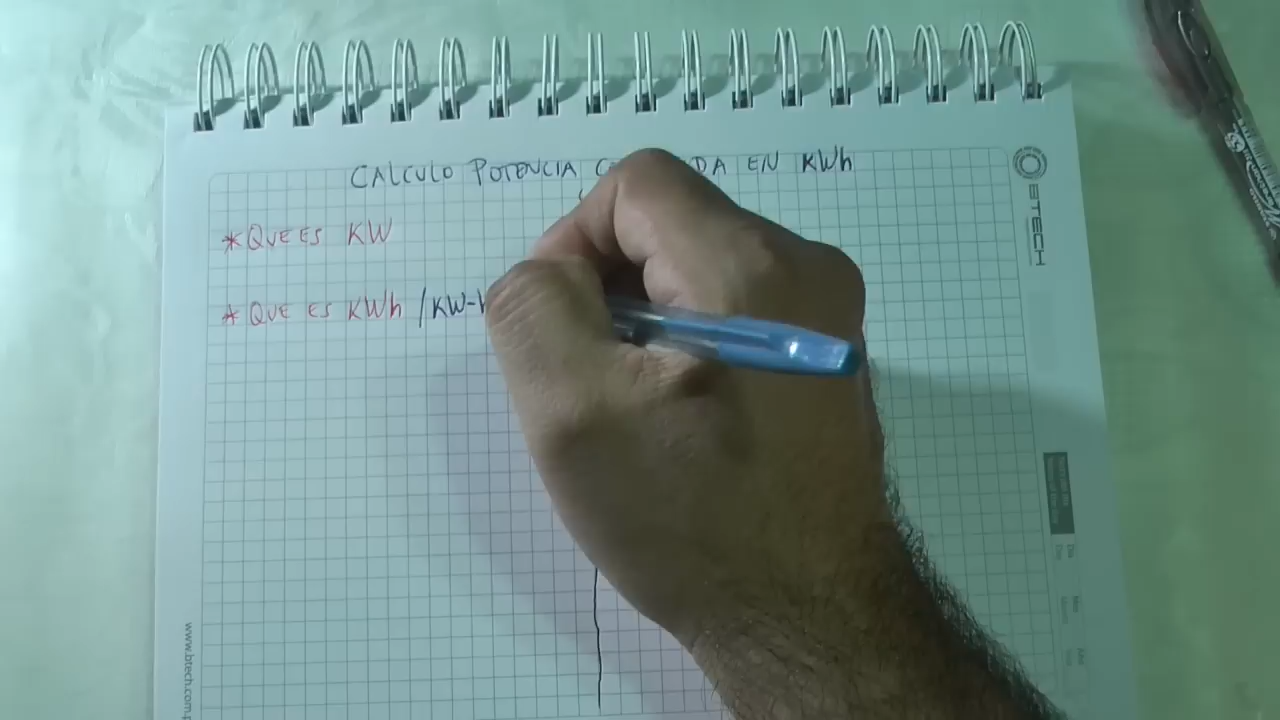 CALCULO POTENCIA DA EN KWh
*QUE ES KW
*QUE ES KWh /KW-h
BTECH
www.btech.com.p